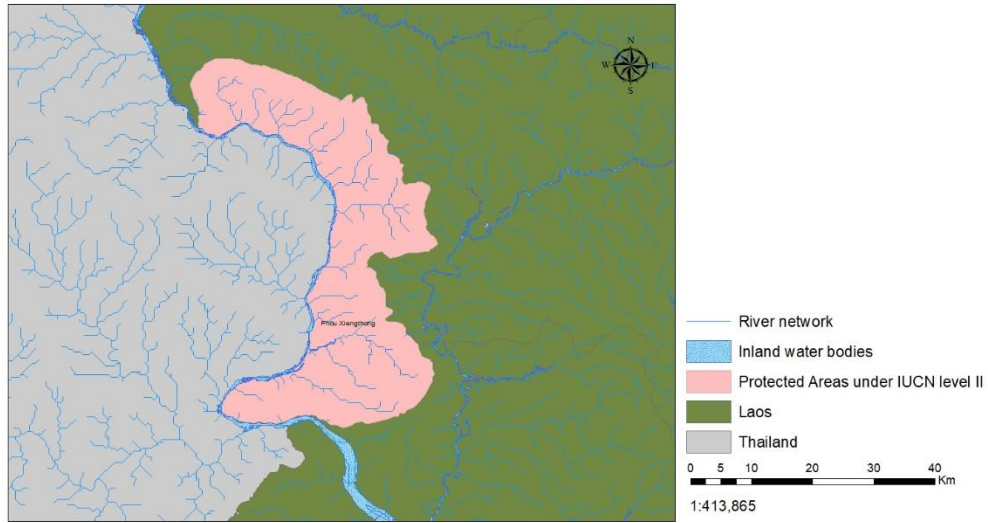 N
W E
S
Phou Xiengthong
River network
Inland water bodies
Protected Areas under IUCN level II
Laos
Thailand
0 5 10 20 30 40
Km
1:413,865